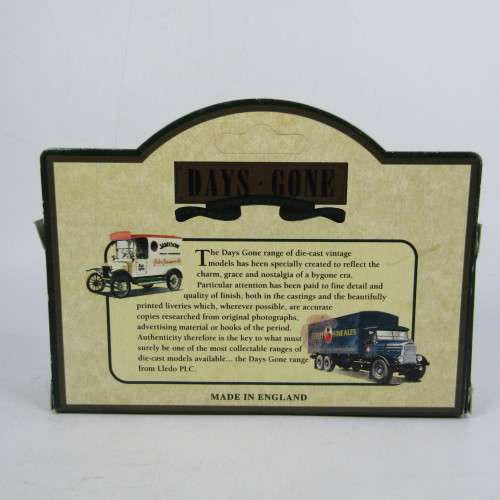 DAYS · GONE
The Days Gone range of die-cast vintage
models has been specially created to reflect the
charm, grace and nostalgia of a bygone era.
Particular attention has been paid to fine detail and
quality of finish, both in the castings and the beautifully
printed liveries which, wherever possible, are accurate
copies researched from original photographs,
advertising material or books of the period.
Authenticity therefore is the key to what must
surely be one of the most collectable ranges of
die-cast models available... the Days Gone range
from Lledo PLC.
MADE IN ENGLAND